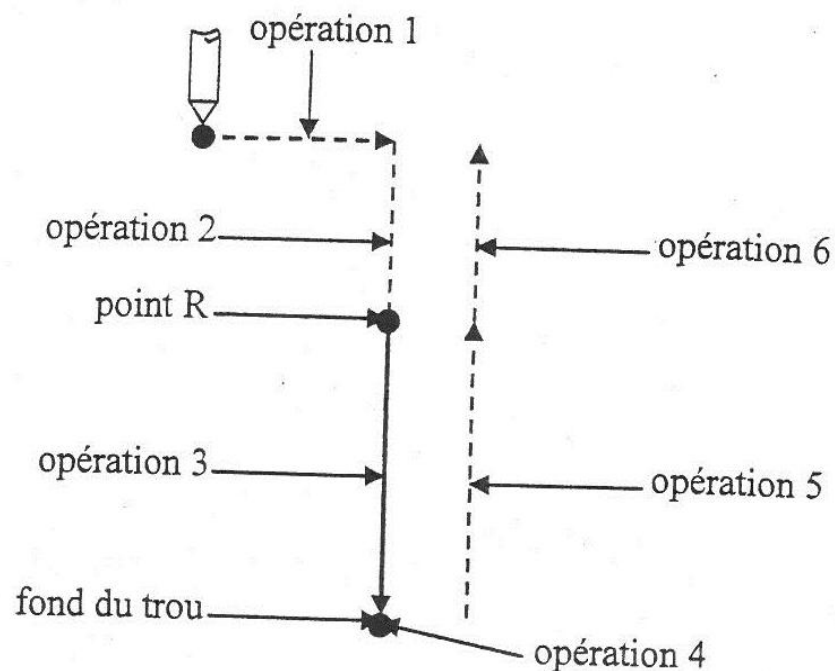 opération 1
opération 2
opération 6
point R
opération 3
opération 5
fond du trou
opération 4